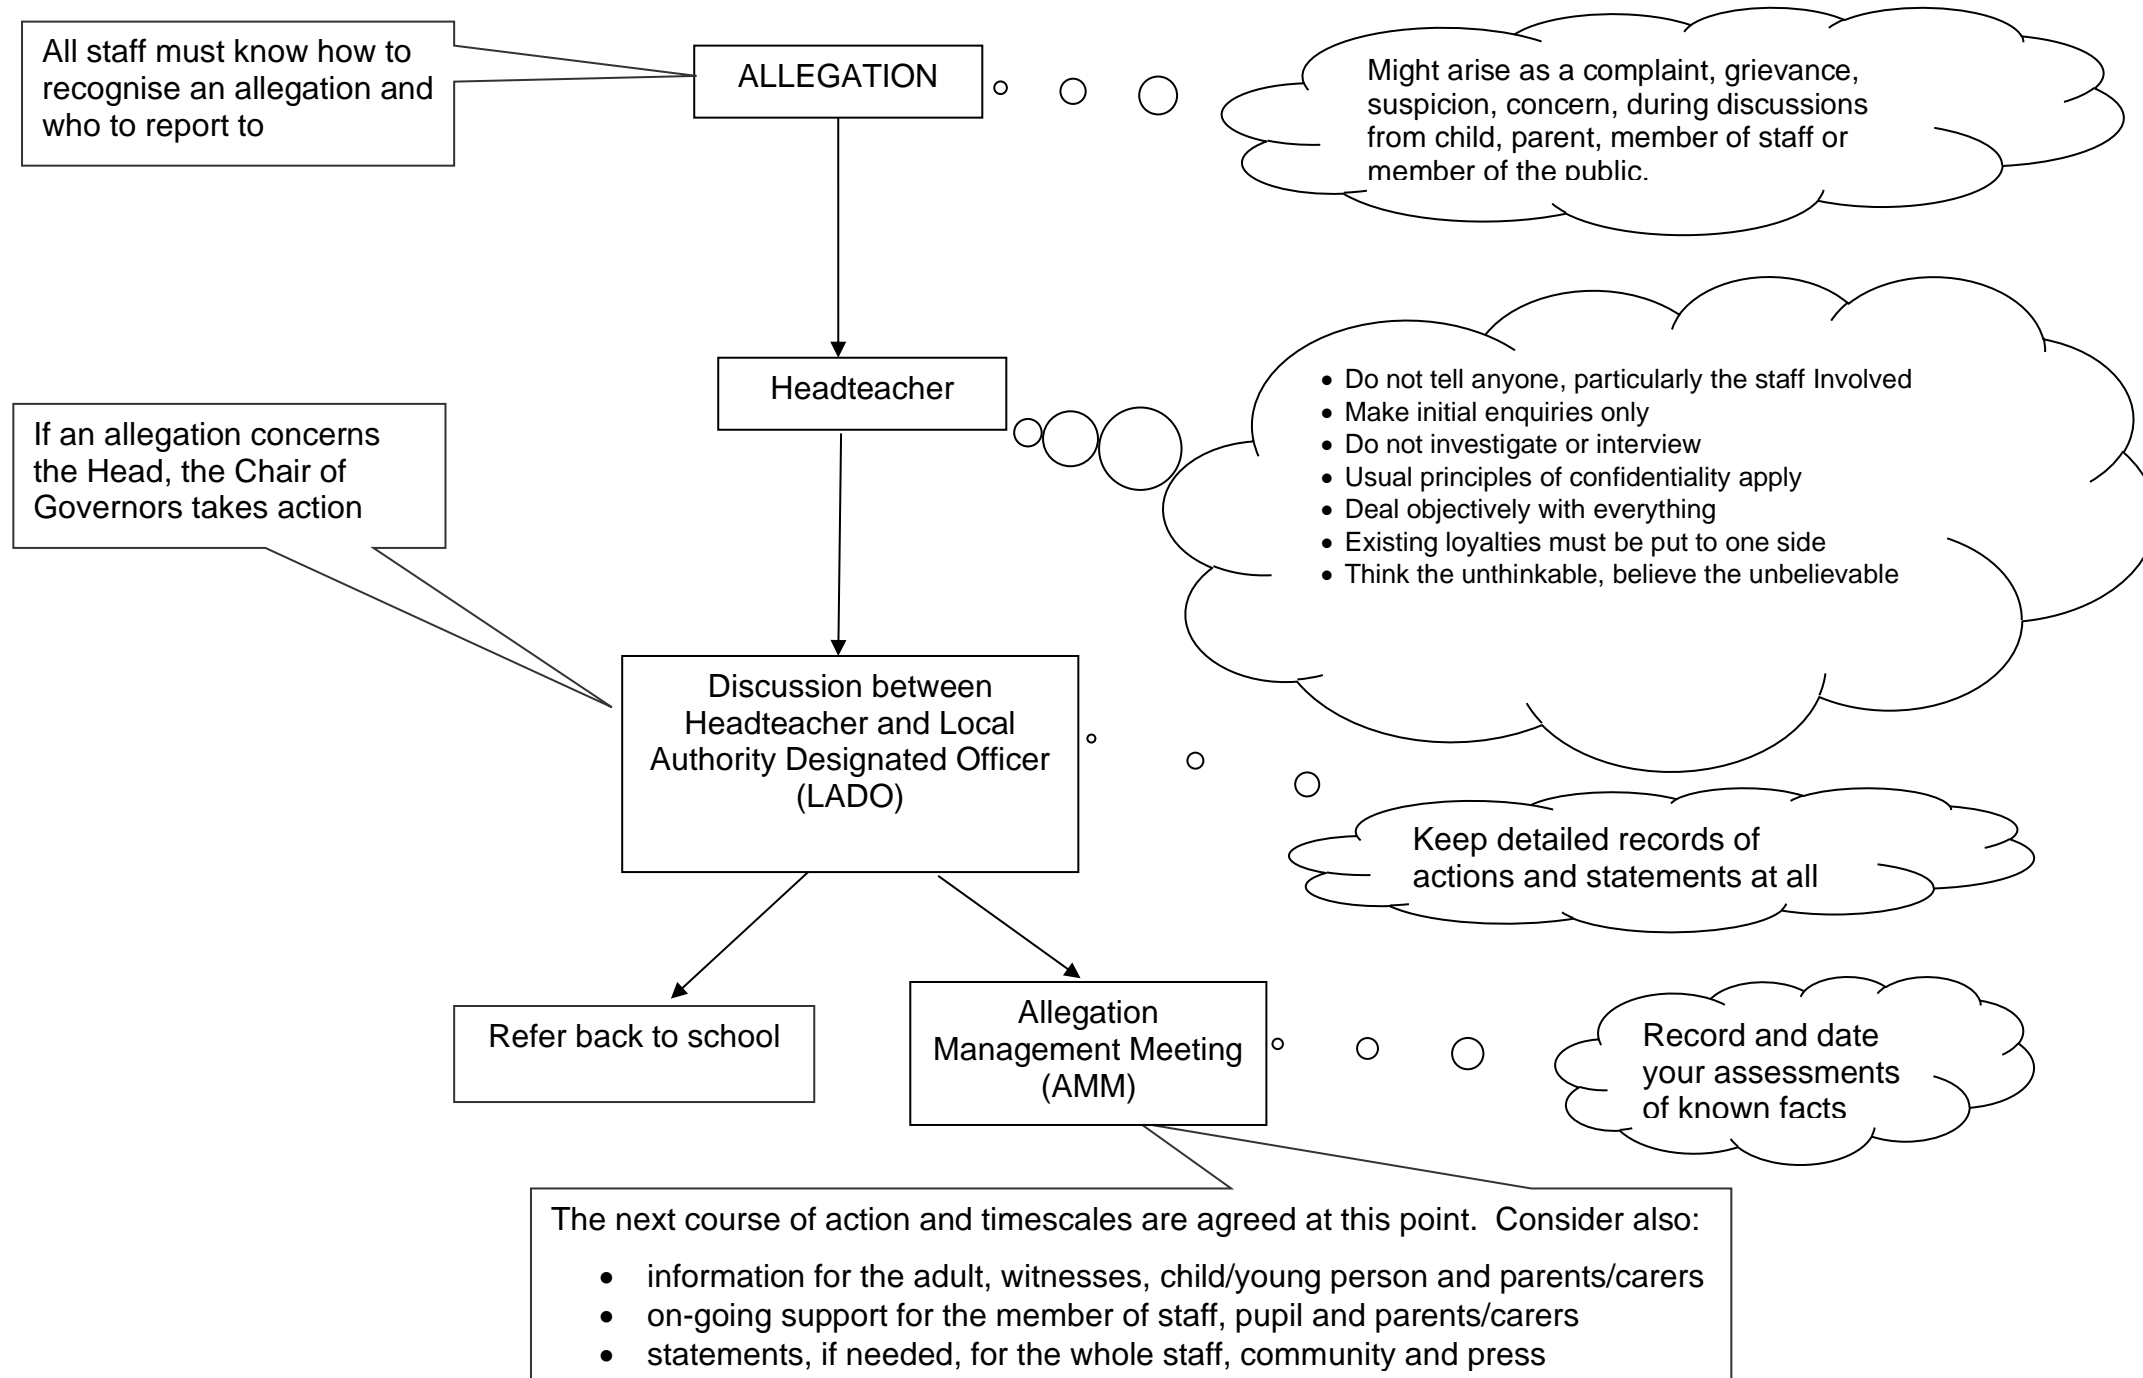 All staff must know how to
recognise an allegation and
who to report to
ALLEGATION
Might arise as a complaint, grievance,
suspicion, concern, during discussions
from child, parent, member of staff or
member of the public.
Headteacher
• Do not tell anyone, particularly the staff Involved
• Make initial enquiries only
• Do not investigate or interview
• Usual principles of confidentiality apply
• Deal objectively with everything
• Existing loyalties must be put to one side
• Think the unthinkable, believe the unbelievable
If an allegation concerns
the Head, the Chair of
Governors takes action
Discussion between
Headteacher and Local
Authority Designated Officer
(LADO)
Keep detailed records of
actions and statements at all
Refer back to school
Allegation
Management Meeting
(AMM)
Record and date
your assessments
of known facts
The next course of action and timescales are agreed at this point.  Consider also:
• information for the adult, witnesses, child/young person and parents/carers
• on-going support for the member of staff, pupil and parents/carers
• statements, if needed, for the whole staff, community and press